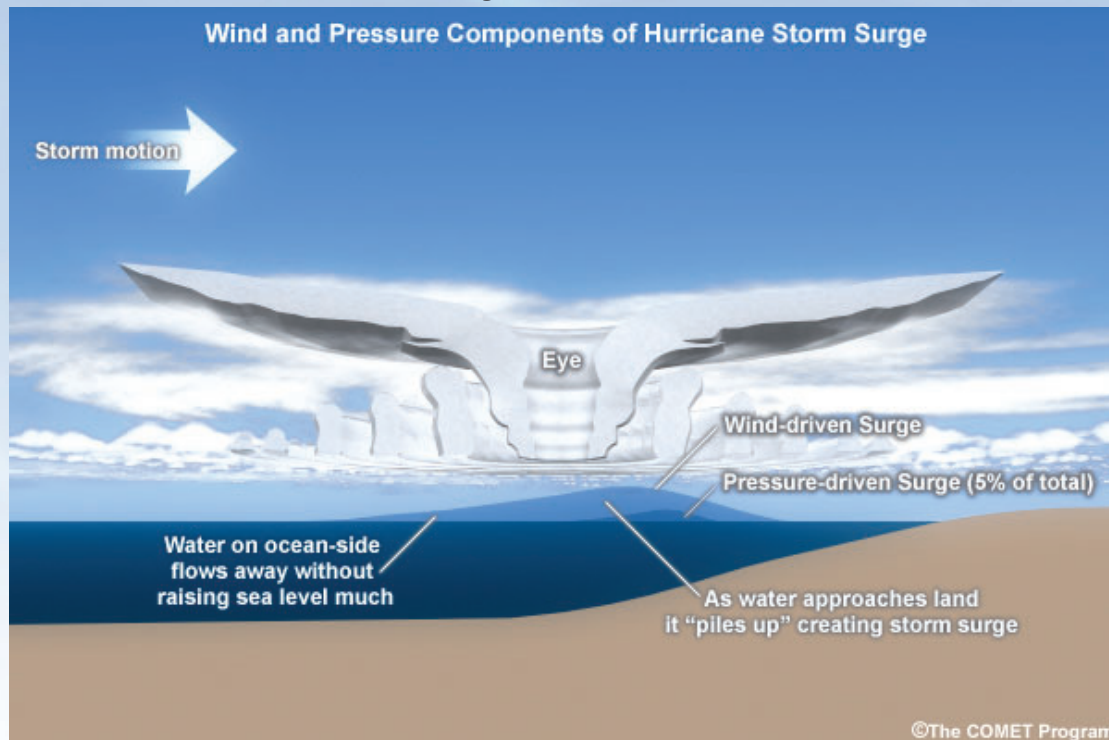 Wind and Pressure Components of Hurricane Storm Surge
Storm motion
Eye
Wind-driven Surge
Pressure-driven Surge (5% of total)
Water on ocean-side
flows away without
raising sea level much
As water approaches land
it “piles up” creating storm surge
©The COMET Program